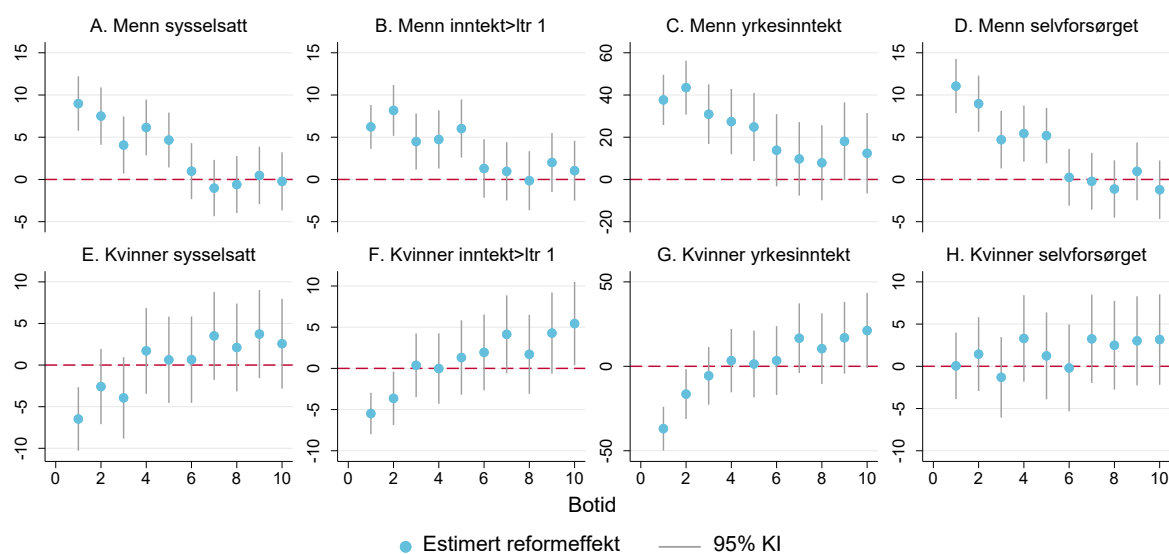 A. Menn sysselsatt
B. Menn inntekt>ltr 1
C. Menn yrkesinntekt
D. Menn selvforsørget
15
10
5
0
-5
15
10
5
0
-5
60
40
20
0
-20
15
10
5
0
-5
E. Kvinner sysselsatt
F. Kvinner inntekt>ltr 1
G. Kvinner yrkesinntekt
H. Kvinner selvforsørget
10
5
0
-5
-10
10
5
0
-5
-10
50
0
-50
10
5
0
-5
-10
0 2 4 6 8 10
0 2 4 6 8 10
0 2 4 6 8 10
0 2 4 6 8 10
Botid
Estimert reformeffekt
95% KI